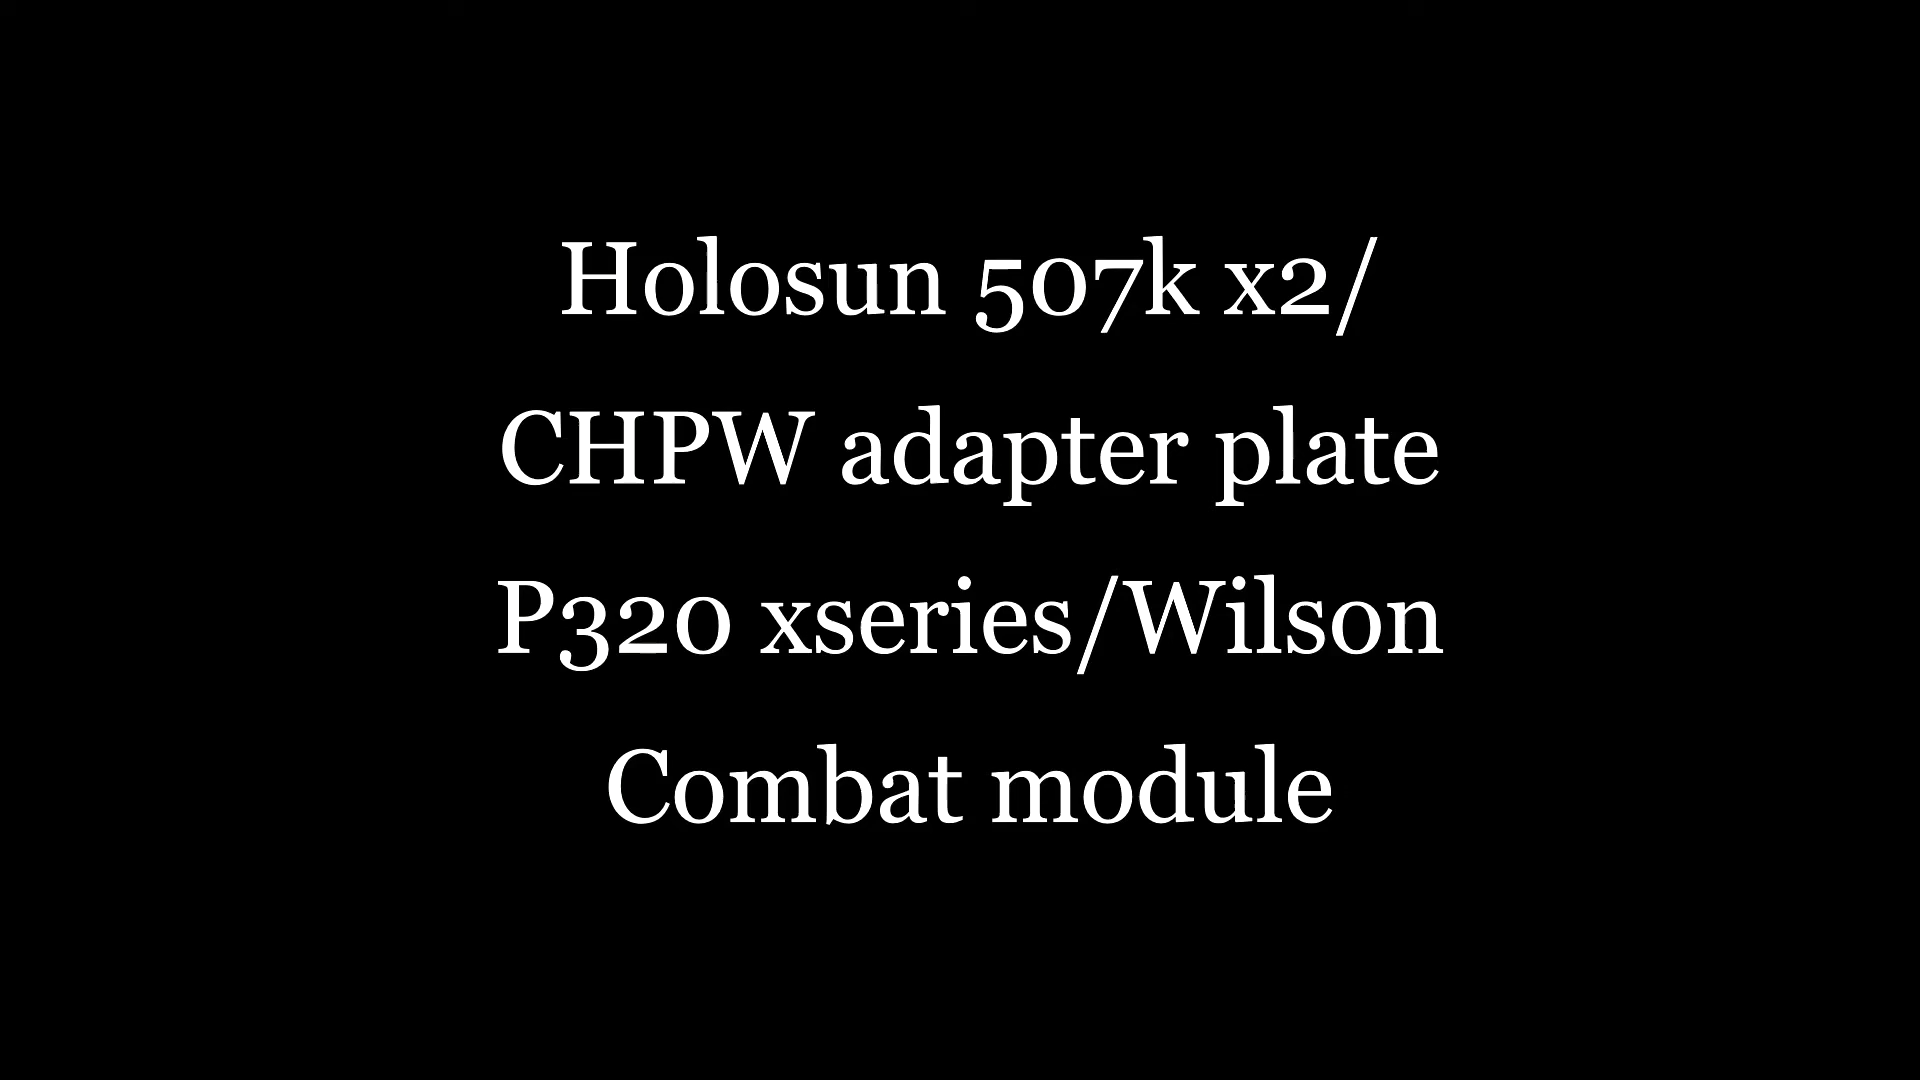 Holosun 507k x2/
CHPW adapter plate
P320 xseries/Wilson
Combat module